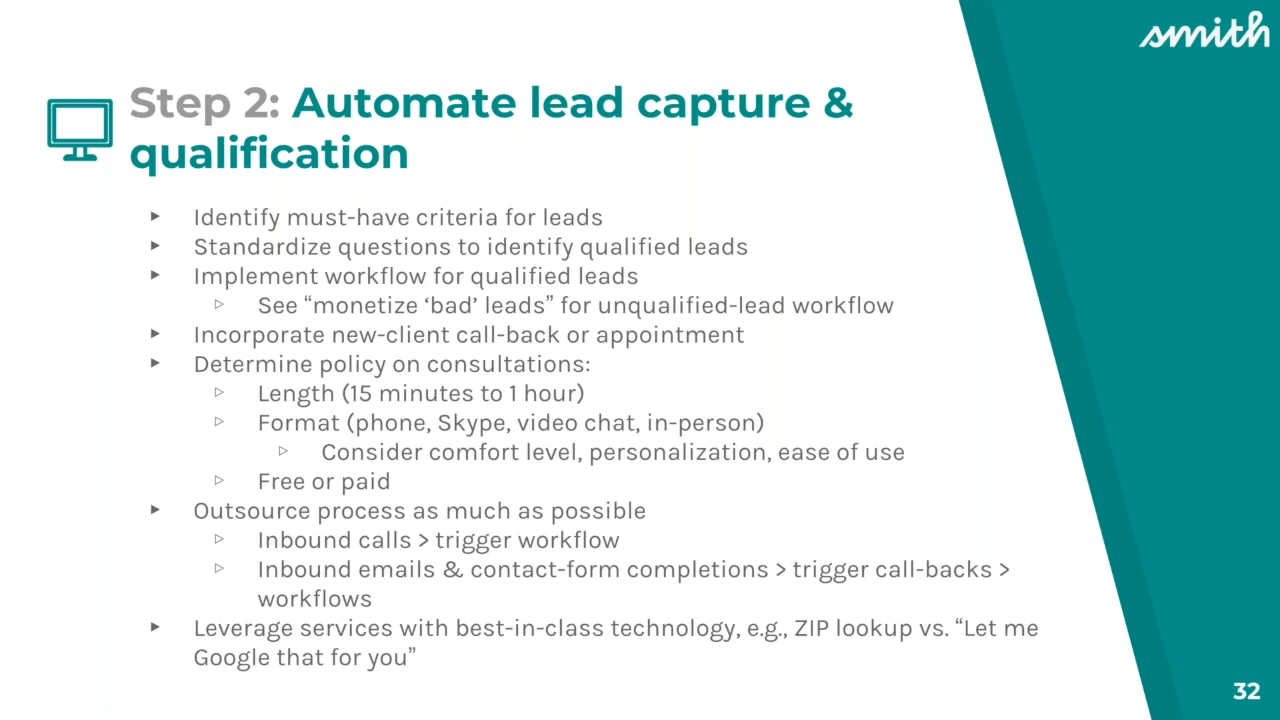 smith
Step 2: Automate lead capture &
qualification
▸ Identify must-have criteria for leads
▸ Standardize questions to identify qualified leads
▸ Implement workflow for qualified leads
▹ See “monetize ‘bad’ leads” for unqualified-lead workflow
▸ Incorporate new-client call-back or appointment
▸ Determine policy on consultations:
▹ Length (15 minutes to 1 hour)
▹ Format (phone, Skype, video chat, in-person)
▹ Consider comfort level, personalization, ease of use
▹ Free or paid
▸ Outsource process as much as possible
▹ Inbound calls > trigger workflow
▹ Inbound emails & contact-form completions > trigger call-backs >
workflows
▸ Leverage services with best-in-class technology, e.g., ZIP lookup vs. “Let me
Google that for you”
32